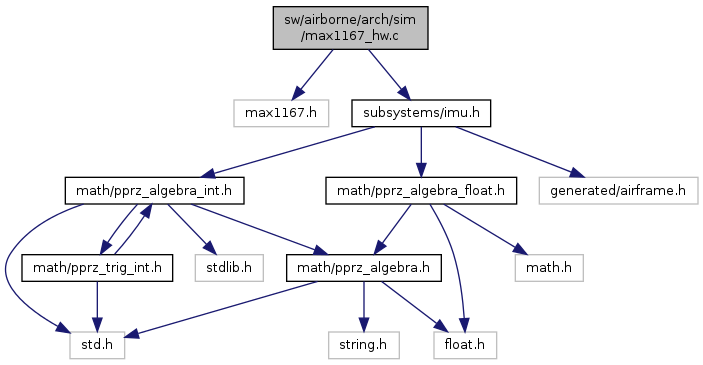 sw/airborne/arch/sim
/max1167_hw.c
max1167.h
subsystems/imu.h
math/pprz_algebra_int.h
math/pprz_algebra_float.h
generated/airframe.h
math/pprz_trig_int.h
stdlib.h
math/pprz_algebra.h
math.h
std.h
string.h
float.h